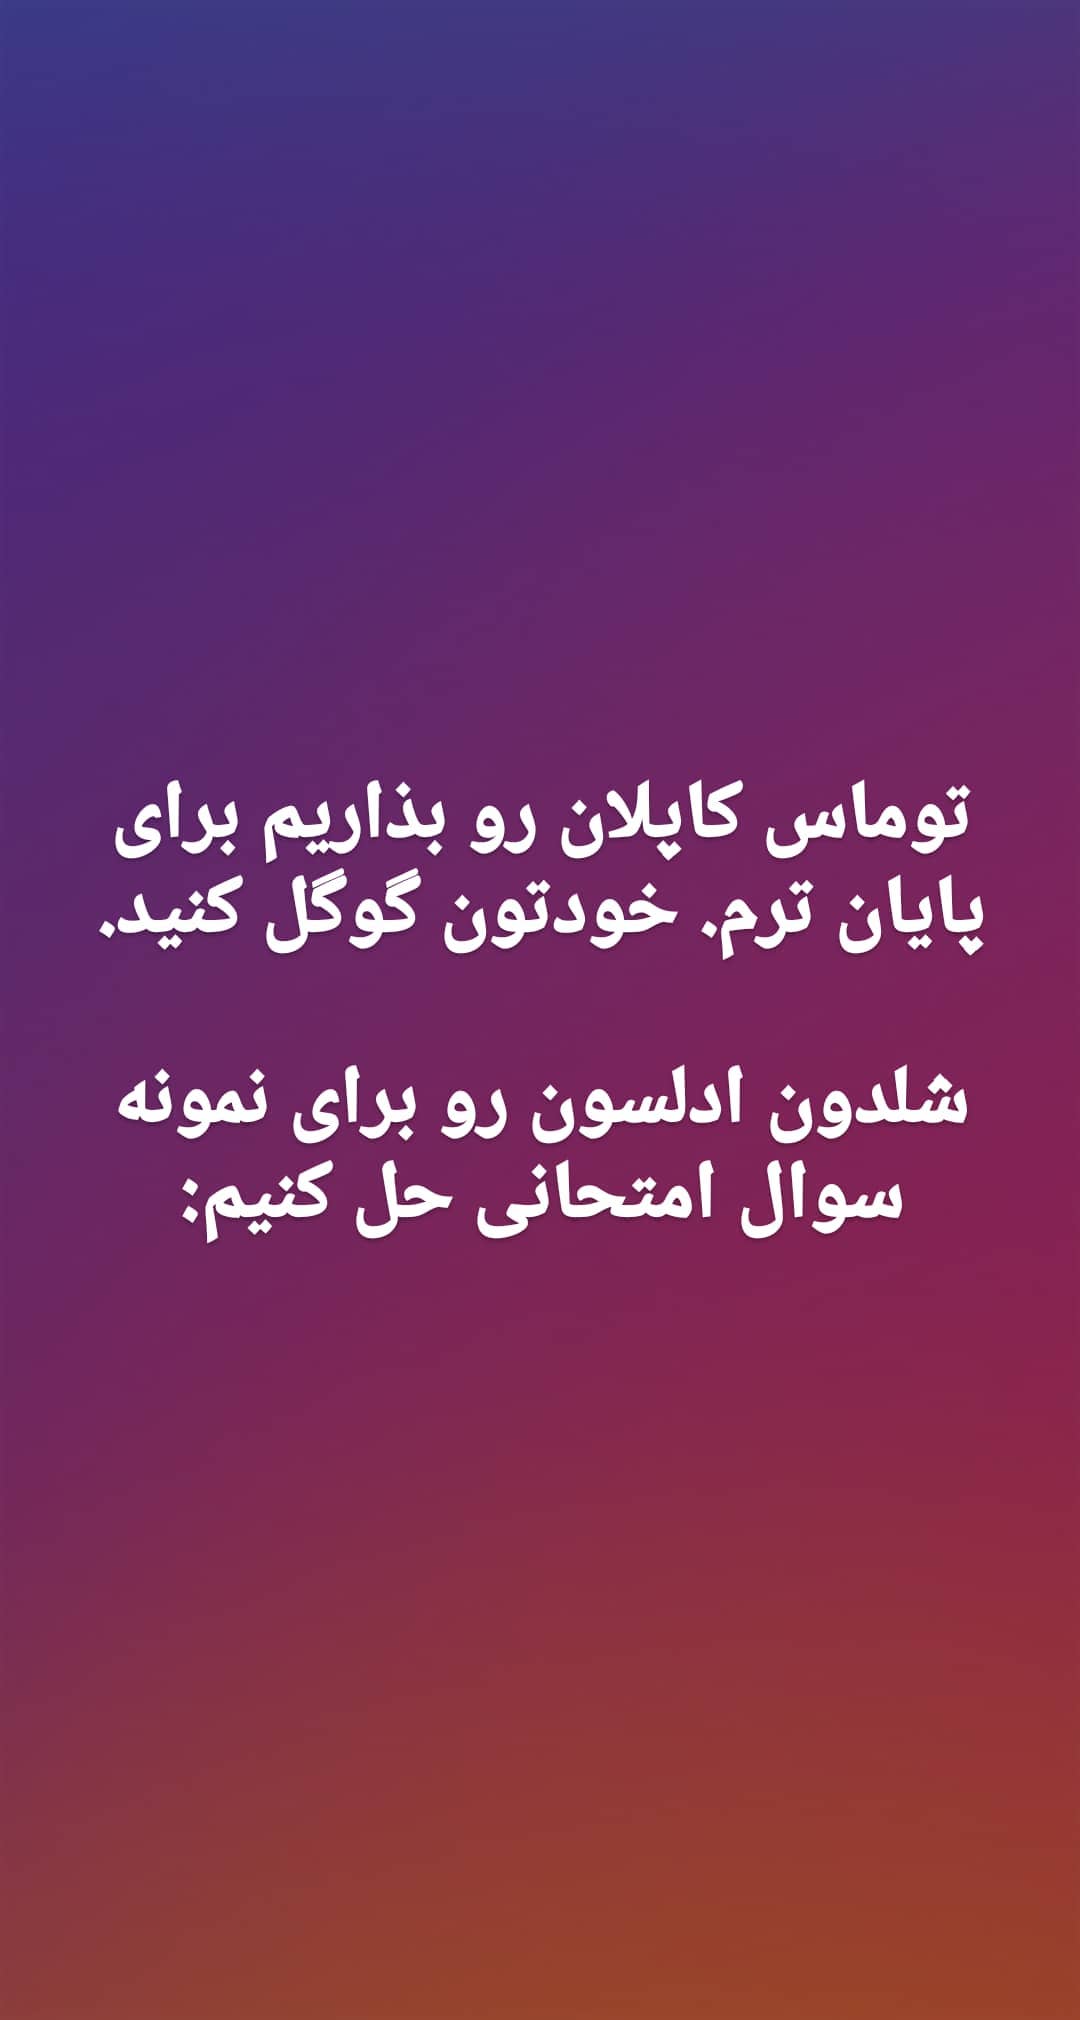 توماس کاپلان رو بذاریم برای
پایان ترم. خودتون گوگل کنید.
شلدون ادلسون رو برای نمونه
سوال امتحانی حل کنیم: